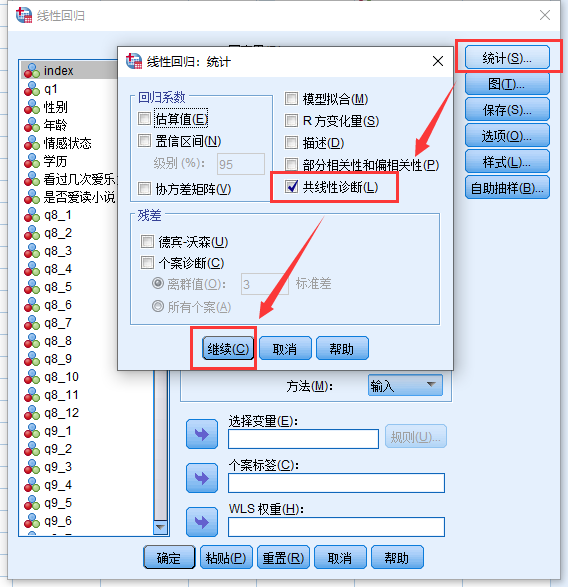 线性回归
index
q1
性别
年龄
情感状态
学历
看过几次爱乐
是否爱读小说
q8_1
q8_2
q8_3
q8_4
q8_5
q8_6
q8_7
q8_8
q8_9
q8_10
q8_11
q8_12
q9_1
q9_2
q9_3
q9_4
q9_5
q9_6
统计(S)...
图(T)...
保存(S)...
选项(O)...
样式(L)...
自助抽样(B)...
线性回归：统计
回归系数
估算值(E)
置信区间(N)
级别 (%)： 95
协方差矩阵(V)
模型拟合(M)
R 方变化量(S)
描述(D)
部分相关性和偏相关性(P)
共线性诊断(L)
残差
德宾-沃森(U)
个案诊断(C)
离群值(O)： 3 标准差
所有个案(A)
继续(C) 取消 帮助
方法(M)： 输入
选择变量(E)：
规则(U)...
个案标签(C)：
WLS 权重(H)：
确定 粘贴(P) 重置(R) 取消 帮助